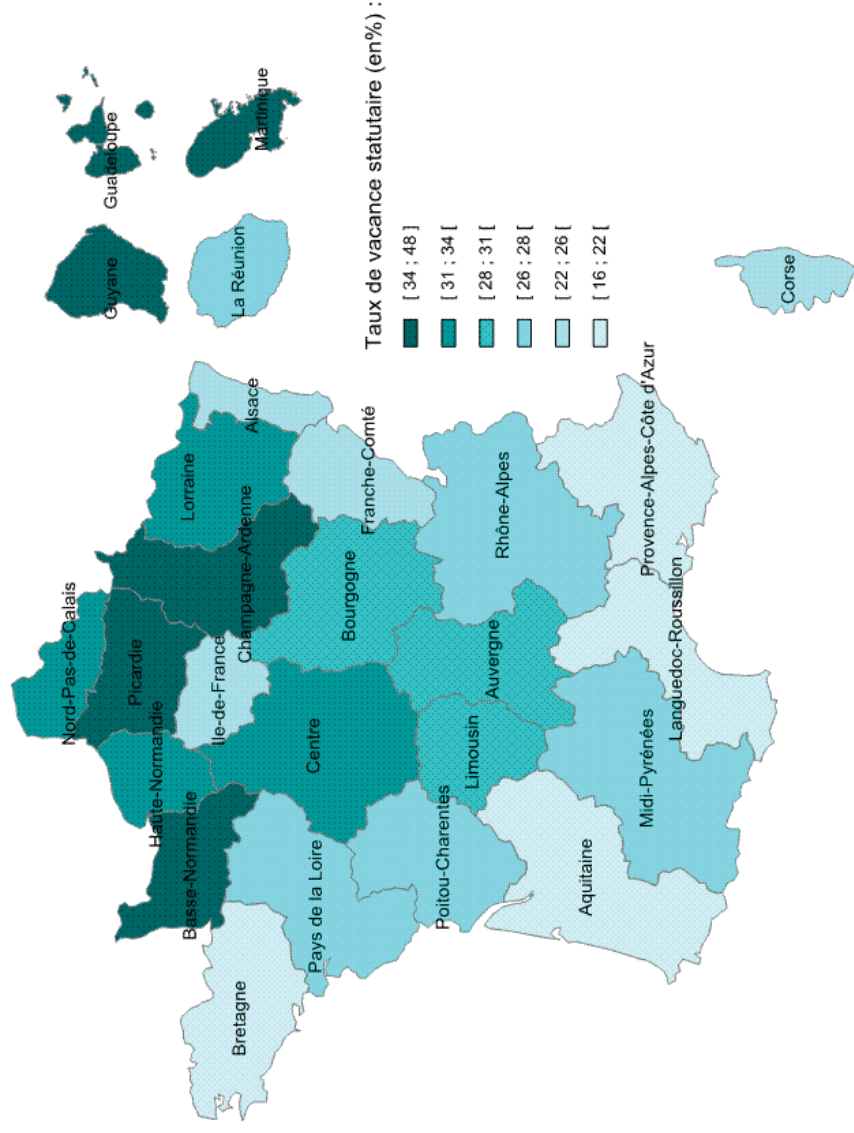 Nord-Pas-de-Calais
Picardie
Haute-Normandie
Basse-Normandie
Ile-de-France
Champagne-Ardenne
Lorraine
Alsace
Bretagne
Pays de la Loire
Centre
Bourgogne
Franche-Comté
Poitou-Charentes
Limousin
Auvergne
Rhône-Alpes
Aquitaine
Midi-Pyrénées
Languedoc-Roussillon
Provence-Alpes-Côte d'Azur
Corse
Guyane
Guadeloupe
La Réunion
Martinique
Taux de vacance statutaire (en%) :
[ 34 ; 48 ]
[ 31 ; 34 [
[ 28 ; 31 [
[ 26 ; 28 [
[ 22 ; 26 [
[ 16 ; 22 [